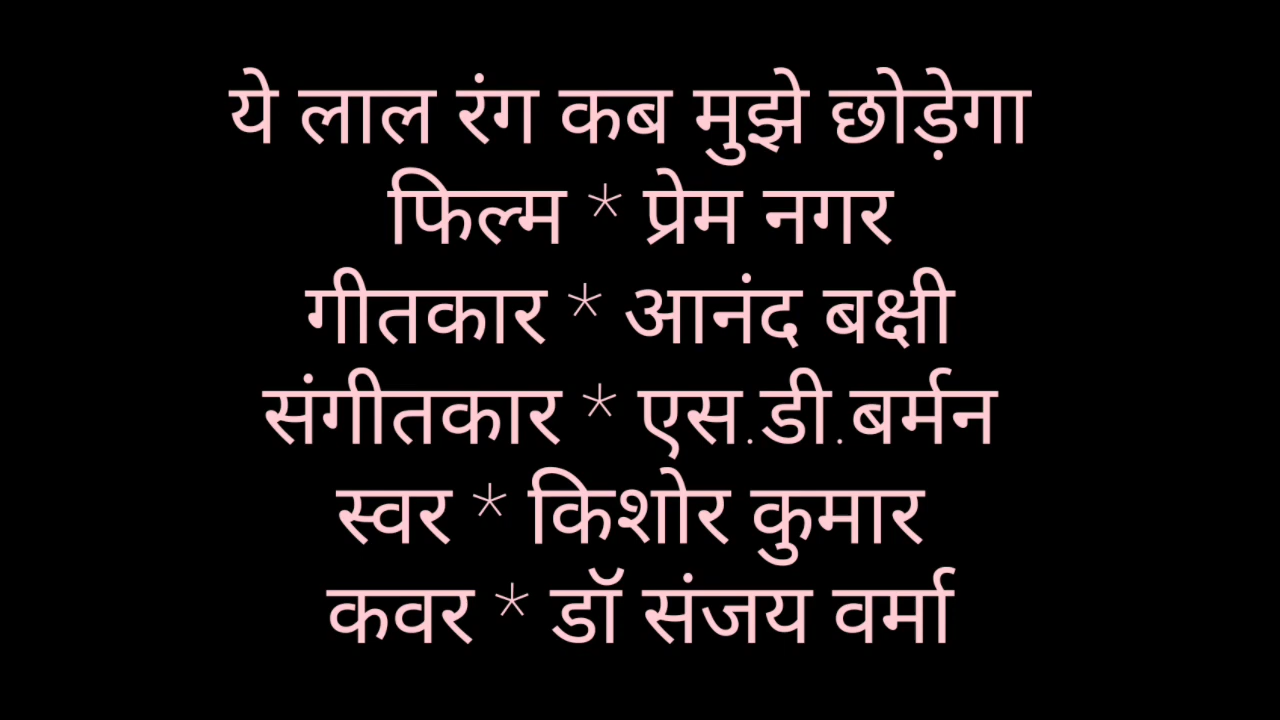 ये लाल रंग कब मुझे छोड़ेगा
फिल्म * प्रेम नगर
गीतकार * आनंद बक्षी
संगीतकार * एस.डी.बर्मन
स्वर * किशोर कुमार
कवर * डॉ संजय वर्मा